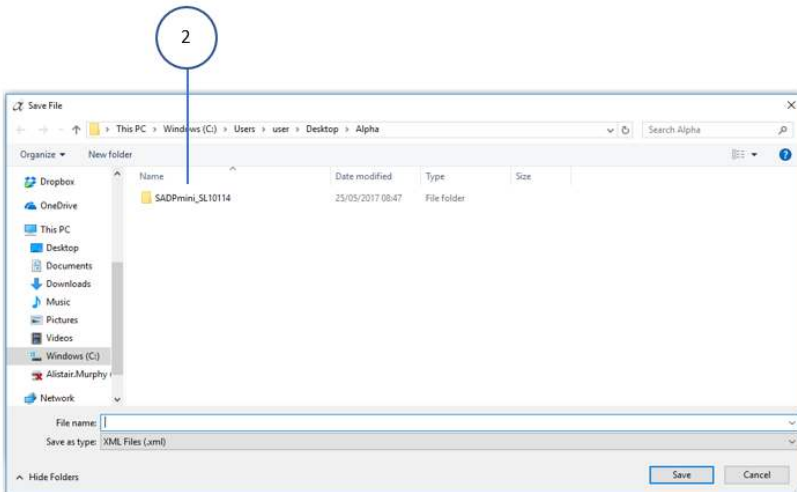 2
Save File
This PC > Windows (C:) > Users > user > Desktop > Alpha
Search Alpha
Organize
New folder
Name Date modified Type Size
SADPmini_SL10114 25/05/2017 08:47 File folder
Dropbox
OneDrive
This PC
Desktop
Documents
Downloads
Music
Pictures
Videos
Windows (C:)
Alistair.Murphy
Network
File name:
Save as type: XML Files (.xml)
Hide Folders
Save
Cancel